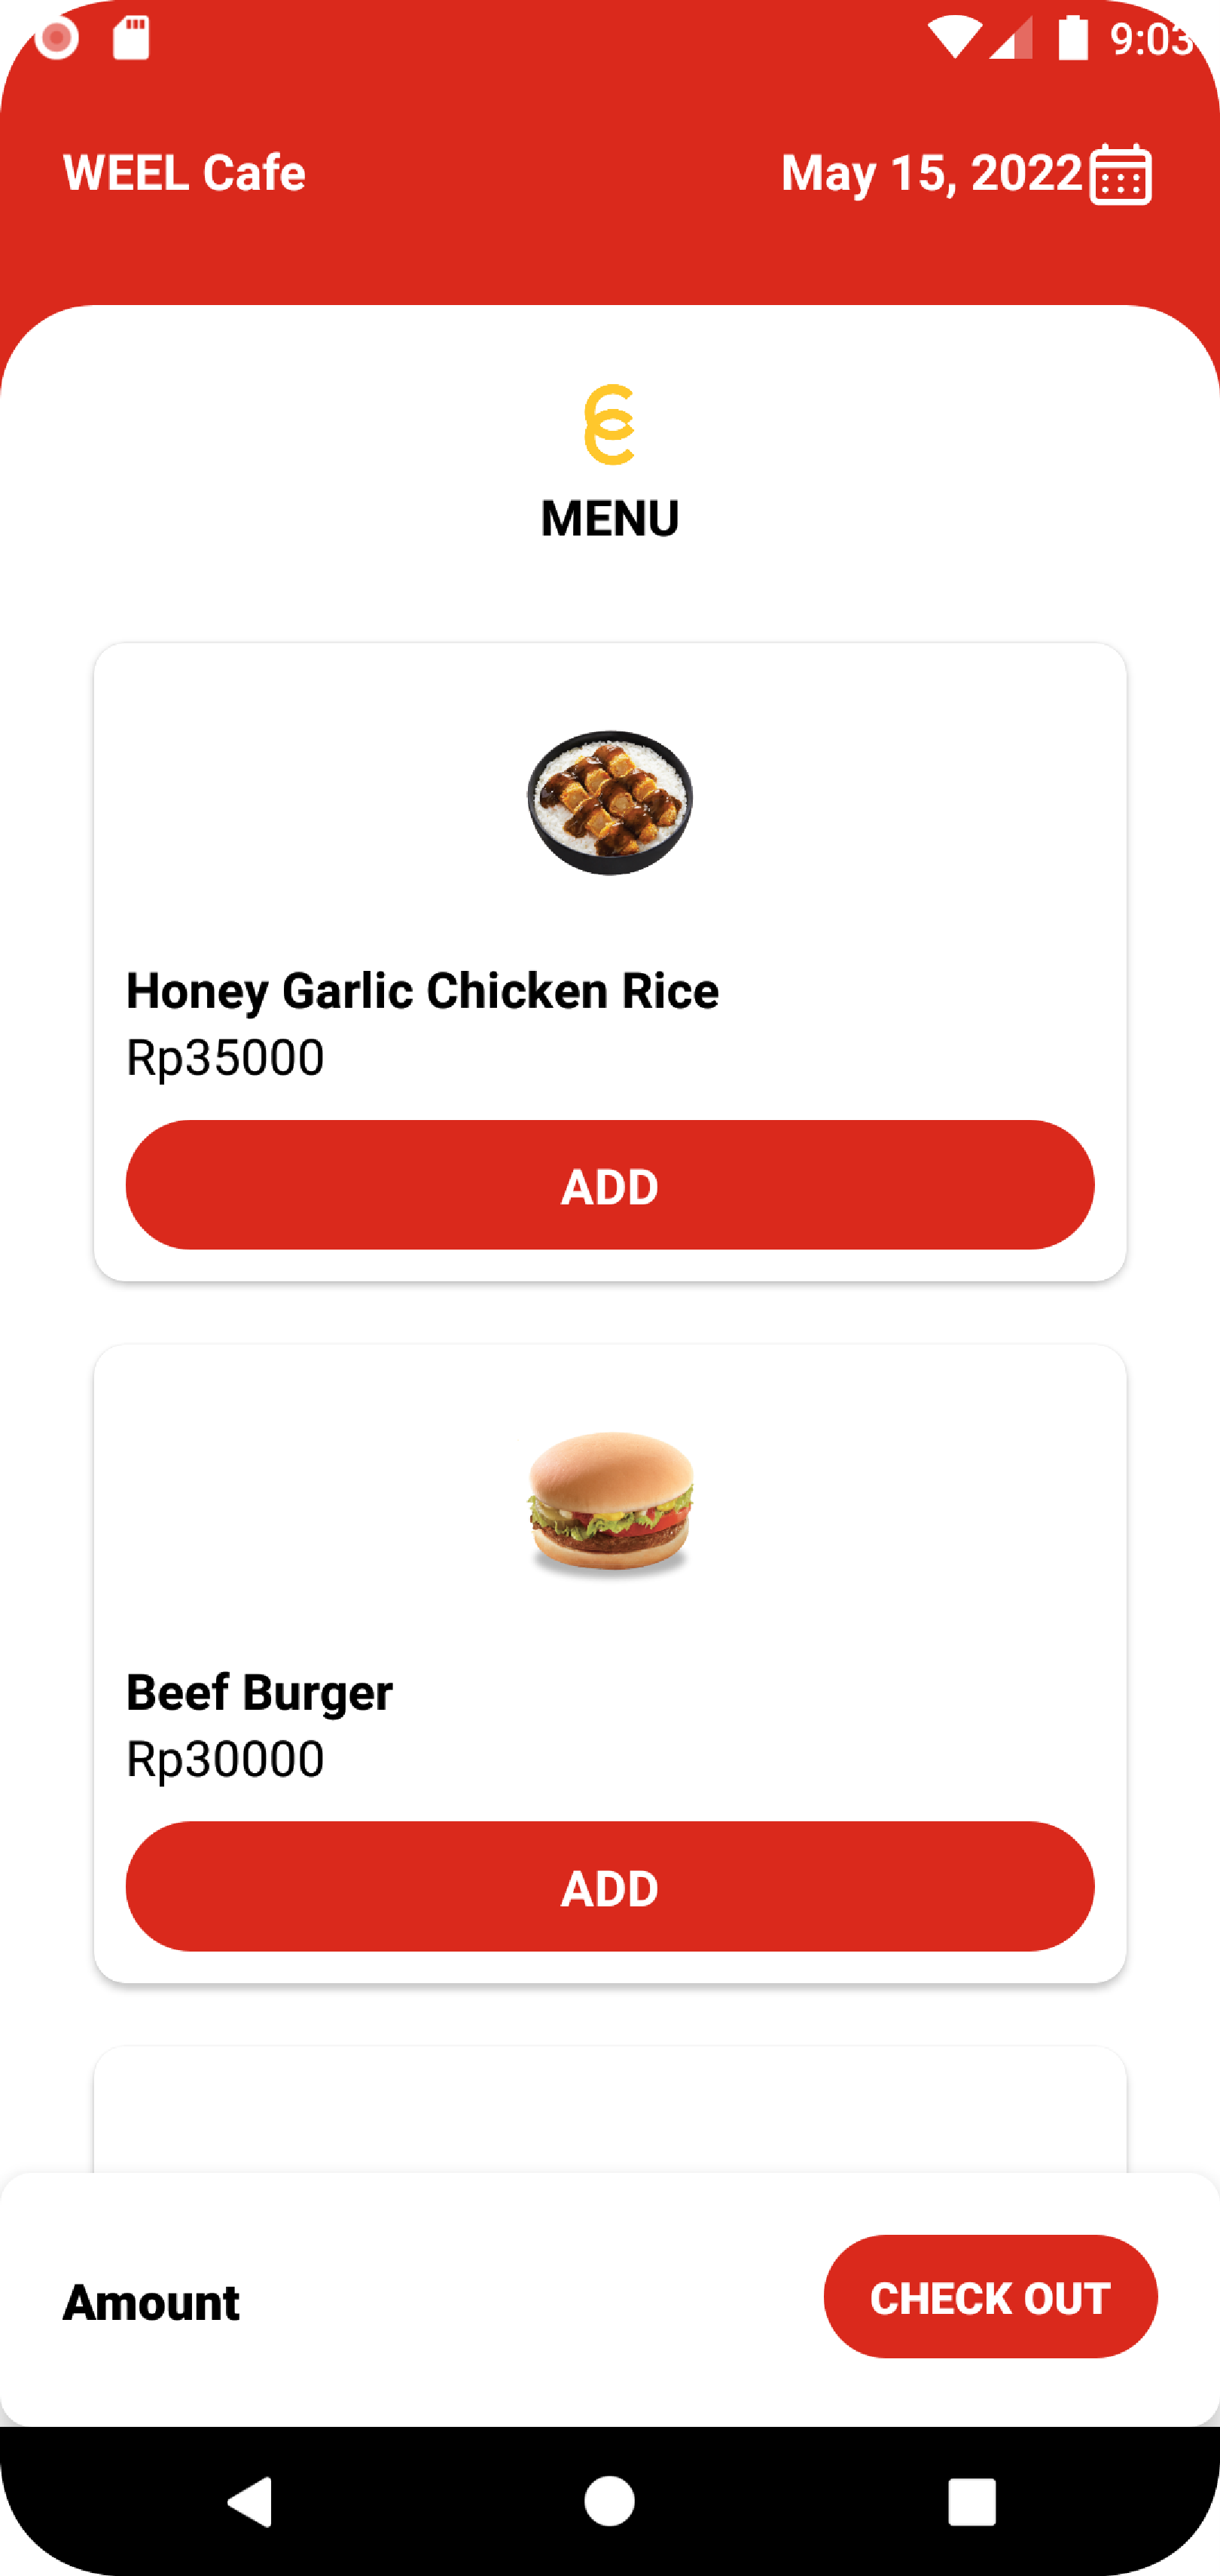 9:03
WEEL Cafe
May 15, 2022
MENU
Honey Garlic Chicken Rice
Rp35000
ADD
Beef Burger
Rp30000
ADD
Amount
CHECK OUT